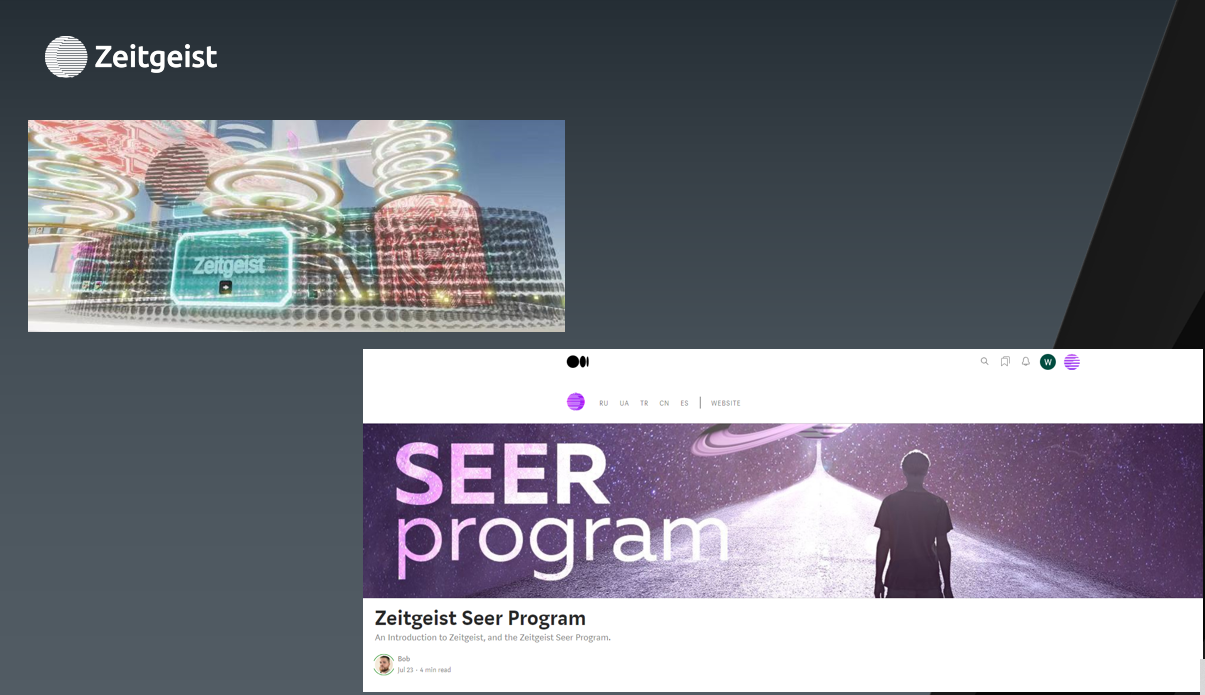 Zeitgeist
Zeitgeist
W
RU UA TR CN ES | WEBSITE
SEER
program
Zeitgeist Seer Program
An Introduction to Zeitgeist, and the Zeitgeist Seer Program.
Bob
Jul 23 · 4 min read